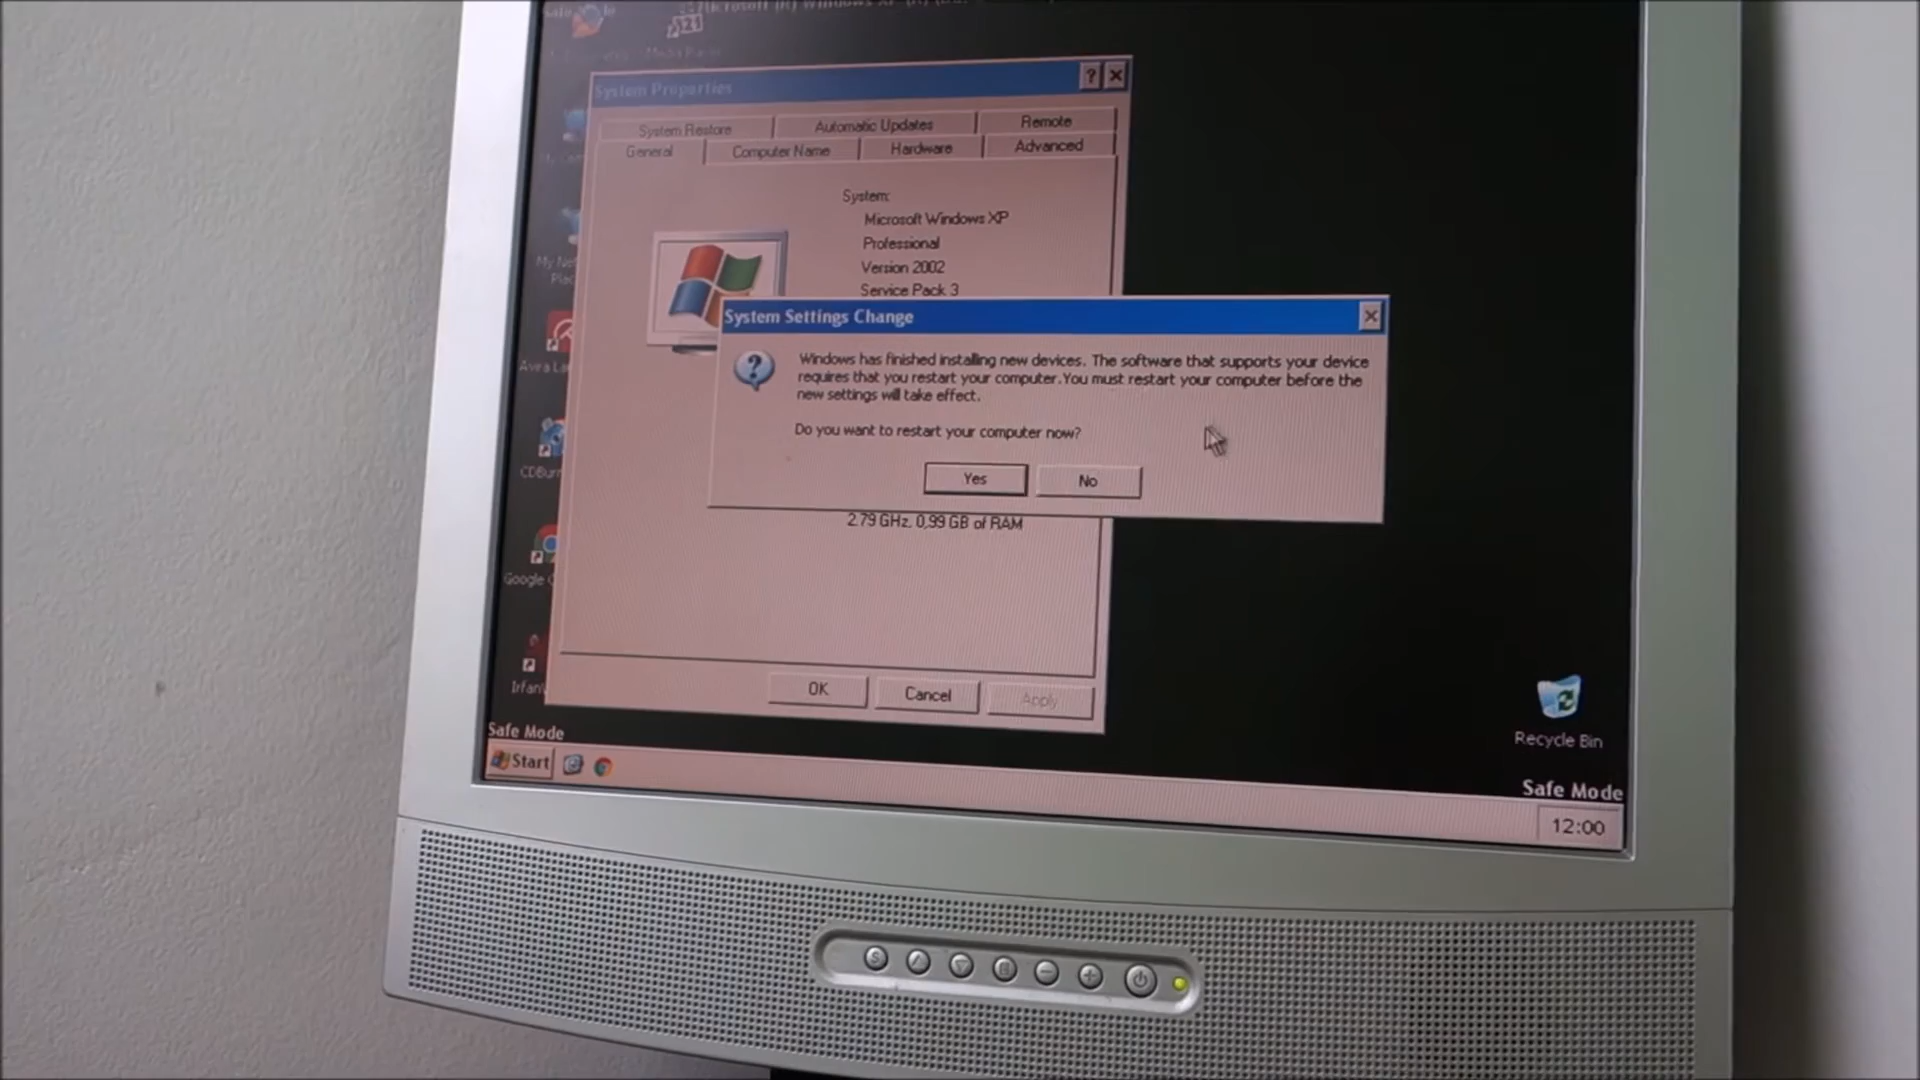 System Properties
System Restore
Automatic Updates
Remote
General
Computer Name
Hardware
Advanced
System:
Microsoft Windows XP
Professional
Version 2002
Service Pack 3
System Settings Change
Windows has finished installing new devices. The software that supports your device
requires that you restart your computer.You must restart your computer before the
new settings will take effect.
Do you want to restart your computer now?
Yes
No
2.79 GHz, 0,99 GB of RAM
OK
Cancel
Apply
My Net
Plac
CDBur
Google
Irfan
Recycle Bin
Safe Mode
Safe Mode
Start
12:00